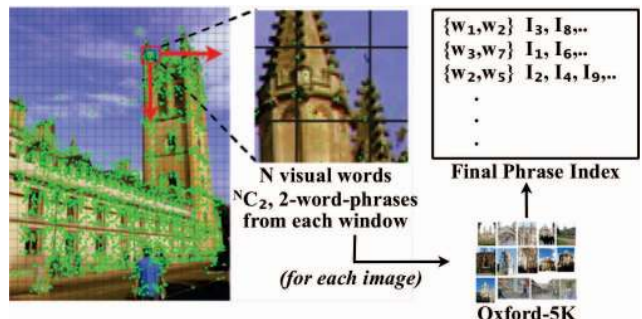 {w₁,w₂} I₃, I₈,..
{w₃,w₇} I₁, I₆,..
{w₂,w₅} I₂, I₄, I₉,..
.
.
.
Final Phrase Index
N visual words
ᴺC₂, 2-word-phrases
from each window
(for each image)
Oxford-5K